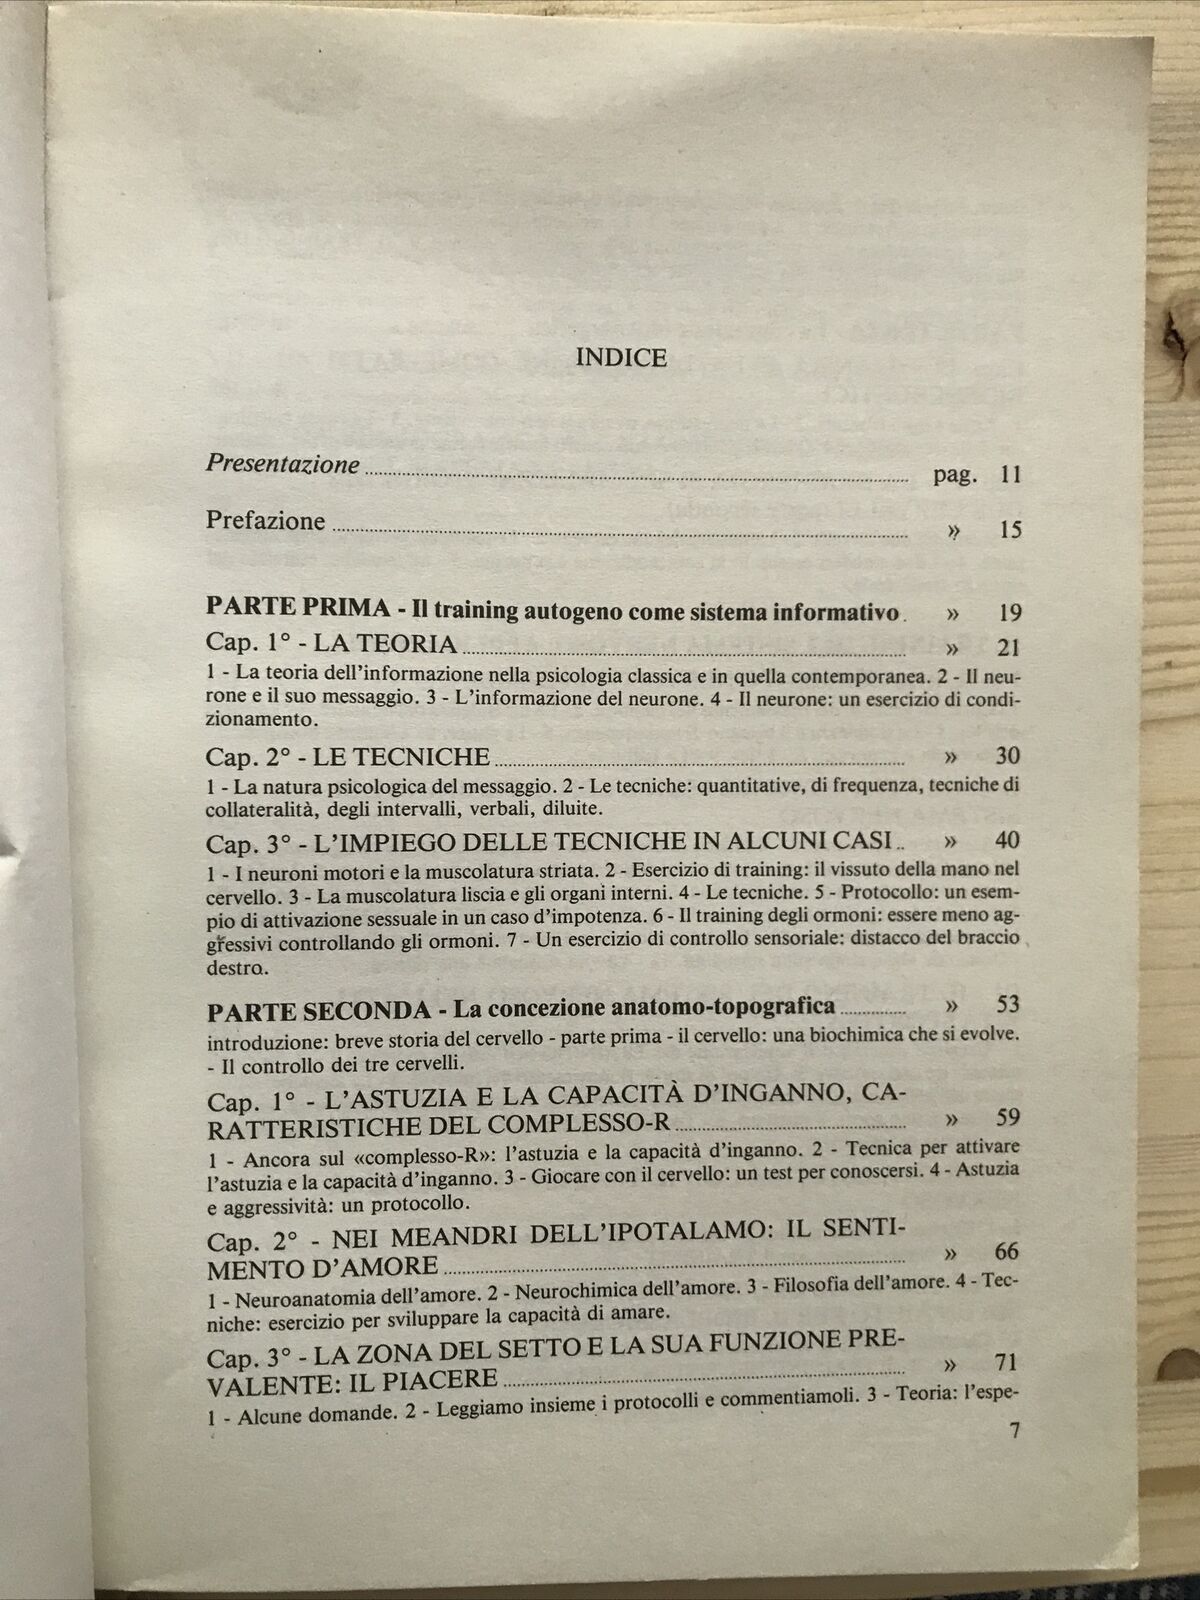 INDICE
Presentazione ........ pag. 11
Prefazione ........ » 15
PARTE PRIMA - Il training autogeno come sistema informativo. » 19
Cap. 1° - LA TEORIA ........ » 21
1 - La teoria dell'informazione nella psicologia classica e in quella contemporanea. 2 - Il neu-
rone e il suo messaggio. 3 - L'informazione del neurone. 4 - Il neurone: un esercizio di condi-
zionamento.
Cap. 2° - LE TECNICHE ........ » 30
1 - La natura psicologica del messaggio. 2 - Le tecniche: quantitative, di frequenza, tecniche di
collateralità, degli intervalli, verbali, diluite.
Cap. 3° - L'IMPIEGO DELLE TECNICHE IN ALCUNI CASI .. » 40
1 - I neuroni motori e la muscolatura striata. 2 - Esercizio di training: il vissuto della mano nel
cervello. 3 - La muscolatura liscia e gli organi interni. 4 - Le tecniche. 5 - Protocollo: un esem-
pio di attivazione sessuale in un caso d'impotenza. 6 - Il training degli ormoni: essere meno ag-
gressivi controllando gli ormoni. 7 - Un esercizio di controllo sensoriale: distacco del braccio
destro.
PARTE SECONDA - La concezione anatomo-topografica ........ » 53
introduzione: breve storia del cervello - parte prima - il cervello: una biochimica che si evolve.
- Il controllo dei tre cervelli.
Cap. 1° - L'ASTUZIA E LA CAPACITÀ D'INGANNO, CA-
RATTERISTICHE DEL COMPLESSO-R ........ » 59
1 - Ancora sul «complesso-R»: l'astuzia e la capacità d'inganno. 2 - Tecnica per attivare
l'astuzia e la capacità d'inganno. 3 - Giocare con il cervello: un test per conoscersi. 4 - Astuzia
e aggressività: un protocollo.
Cap. 2° - NEI MEANDRI DELL'IPOTALAMO: IL SENTI-
MENTO D'AMORE ........ » 66
1 - Neuroanatomia dell'amore. 2 - Neurochimica dell'amore. 3 - Filosofia dell'amore. 4 - Tec-
niche: esercizio per sviluppare la capacità di amare.
Cap. 3° - LA ZONA DEL SETTO E LA SUA FUNZIONE PRE-
VALENTE: IL PIACERE ........ » 71
1 - Alcune domande. 2 - Leggiamo insieme i protocolli e commentiamoli. 3 - Teoria: l'espe-
7